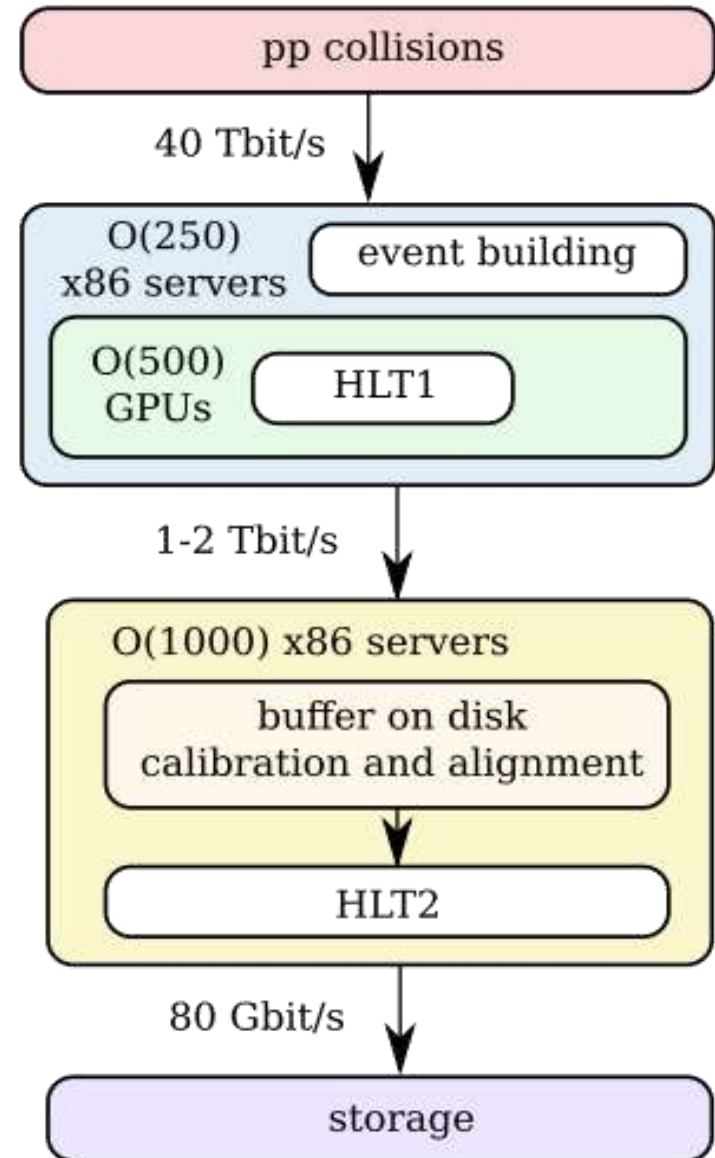 pp collisions
40 Tbit/s
O(250)
x86 servers
event building
O(500)
GPUs
HLT1
1-2 Tbit/s
O(1000) x86 servers
buffer on disk
calibration and alignment
HLT2
80 Gbit/s
storage